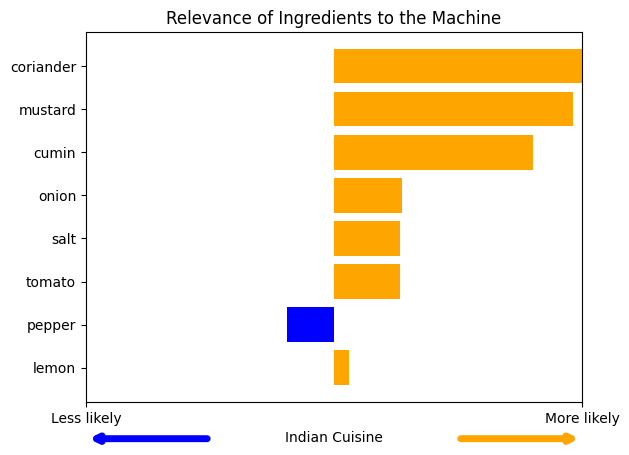 Relevance of Ingredients to the Machine
coriander
mustard
cumin
onion
salt
tomato
pepper
lemon
Less likely More likely
Indian Cuisine